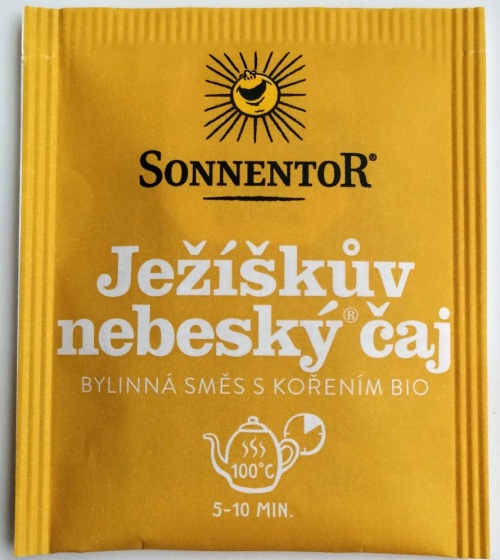 SONNENTOR®
Ježíškův
nebeský® čaj
BYLINNÁ SMĚS S KOŘENÍM BIO
100°C
5-10 MIN.